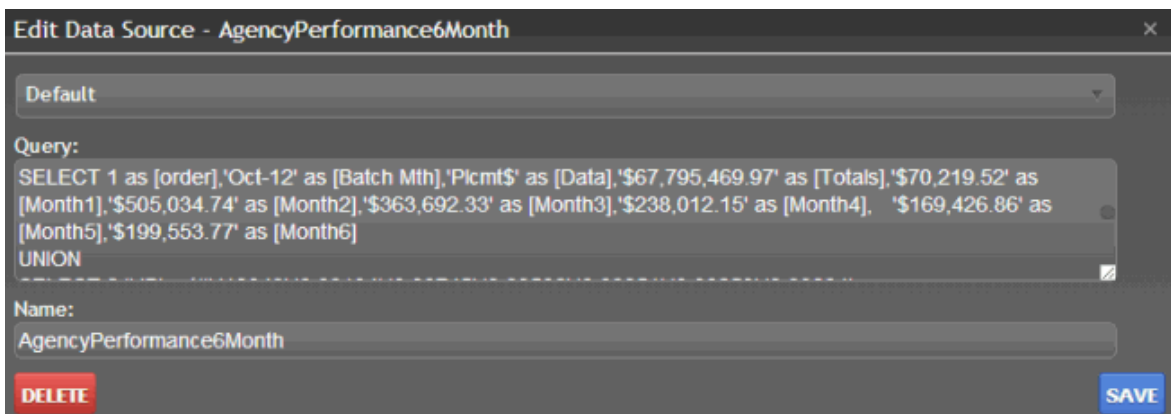 Edit Data Source - AgencyPerformance6Month
×
Default
Query:
SELECT 1 as [order],'Oct-12' as [Batch Mth],'Plcmt$' as [Data],'$67,795,469.97' as [Totals],'$70,219.52' as
[Month1],'$505,034.74' as [Month2],'$363,692.33' as [Month3],'$238,012.15' as [Month4], '$169,426.86' as
[Month5],'$199,553.77' as [Month6]
UNION
Name:
AgencyPerformance6Month
DELETE
SAVE